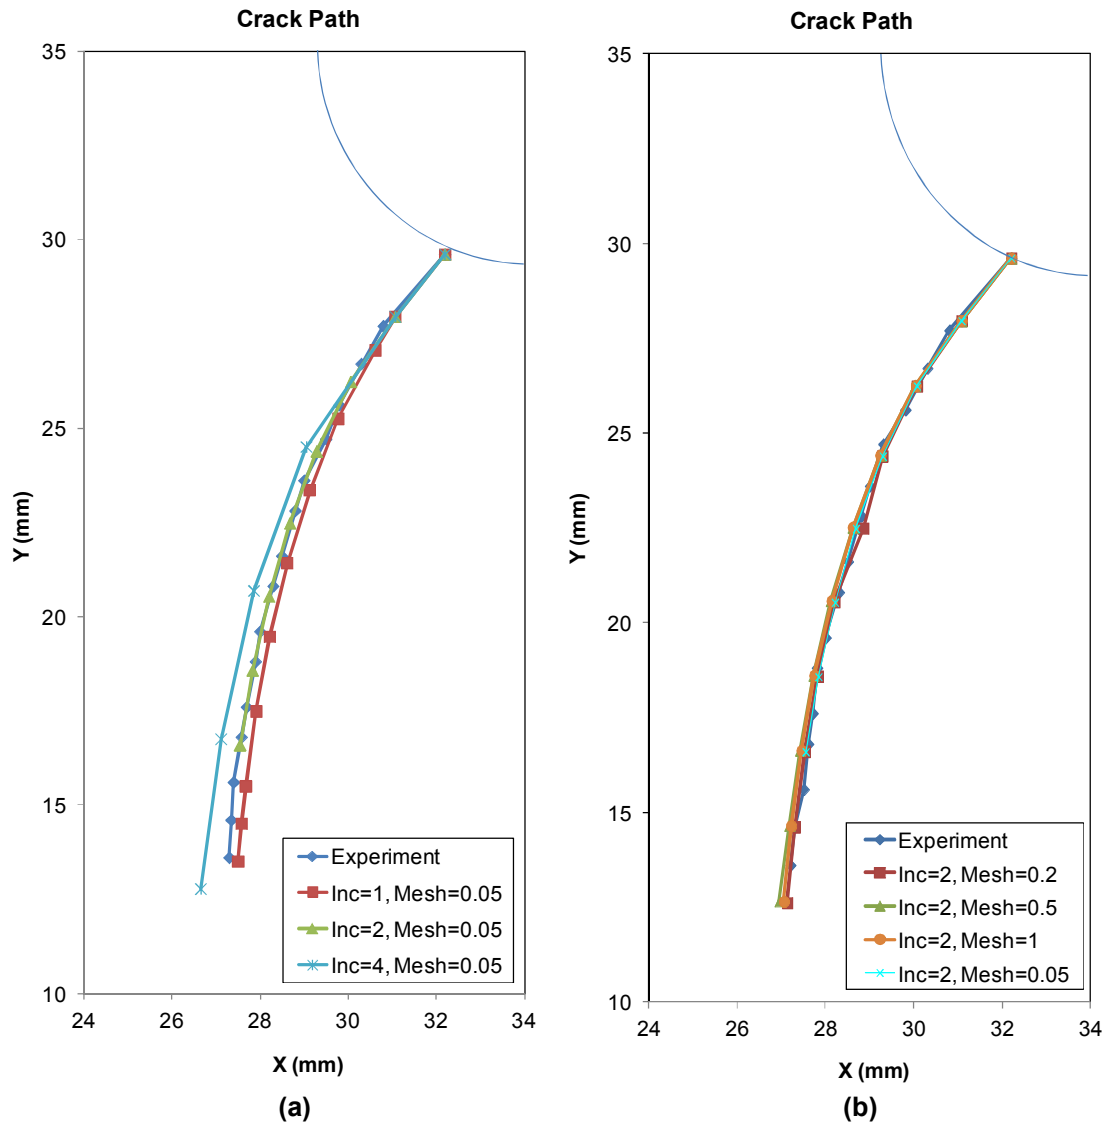 Crack Path
35
30
25
20
15
10
Y (mm)
24 26 28 30 32 34
X (mm)
Experiment
Inc=1, Mesh=0.05
Inc=2, Mesh=0.05
Inc=4, Mesh=0.05
(a)
Crack Path
35
30
25
20
15
10
Y (mm)
24 26 28 30 32 34
X (mm)
Experiment
Inc=2, Mesh=0.2
Inc=2, Mesh=0.5
Inc=2, Mesh=1
Inc=2, Mesh=0.05
(b)